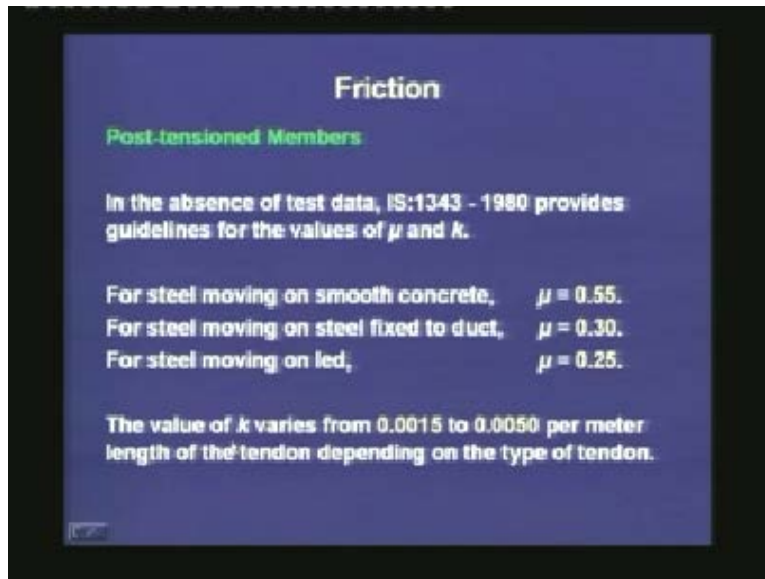 Friction
Post-tensioned Members
In the absence of test data, IS:1343 - 1980 provides
guidelines for the values of μ and k.
For steel moving on smooth concrete, μ = 0.55.
For steel moving on steel fixed to duct, μ = 0.30.
For steel moving on led, μ = 0.25.
The value of k varies from 0.0015 to 0.0050 per meter
length of the tendon depending on the type of tendon.